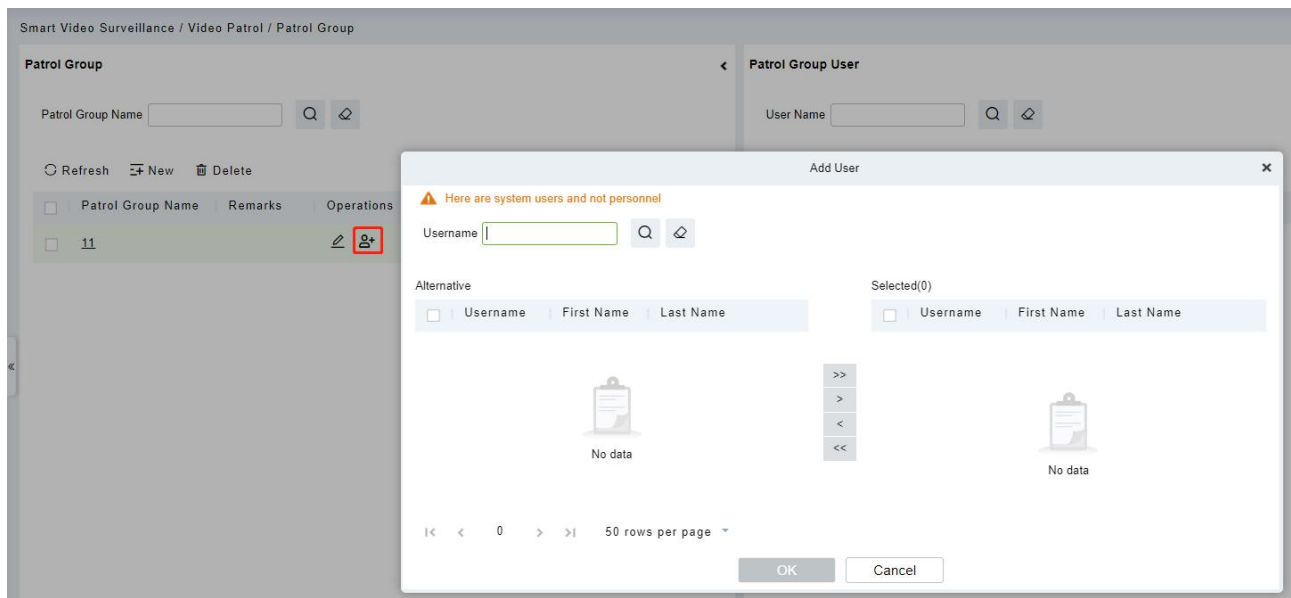 Smart Video Surveillance / Video Patrol / Patrol Group
Patrol Group
Patrol Group User
Patrol Group Name
User Name
Refresh New Delete
Patrol Group Name Remarks Operations
11
Add User
Here are system users and not personnel
Username
Alternative
Username First Name Last Name
No data
Selected(0)
Username First Name Last Name
No data
>>
>
<
<<
0 50 rows per page
OK Cancel